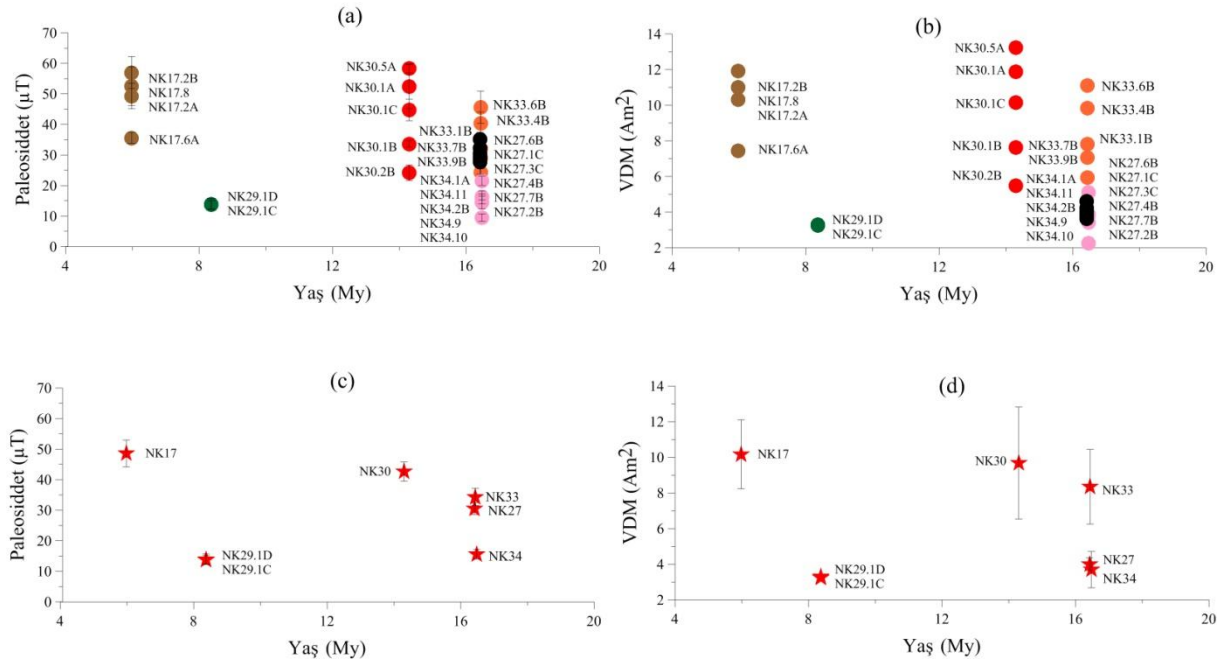 (a)
Paleosiddet (µT)
70
60
50
40
30
20
10
0
NK17.2B
NK17.8
NK17.2A
NK17.6A
NK29.1D
NK29.1C
NK30.5A
NK30.1A
NK30.1C
NK30.1B
NK30.2B
NK33.6B
NK33.4B
NK33.1B
NK33.7B
NK33.9B
NK34.1A
NK34.11
NK34.2B
NK34.9
NK34.10
NK27.6B
NK27.1C
NK27.3C
NK27.4B
NK27.7B
NK27.2B
4 8 12 16 20
Yaş (My)
(b)
VDM (Am²)
14
12
10
8
6
4
2
NK17.2B
NK17.8
NK17.2A
NK17.6A
NK29.1D
NK29.1C
NK30.5A
NK30.1A
NK30.1C
NK30.1B
NK30.2B
NK33.6B
NK33.4B
NK33.1B
NK33.7B
NK33.9B
NK34.1A
NK34.11
NK34.2B
NK34.9
NK34.10
NK27.6B
NK27.1C
NK27.3C
NK27.4B
NK27.7B
NK27.2B
4 8 12 16 20
Yaş (My)
(c)
Paleosiddet (µT)
70
60
50
40
30
20
10
0
NK17
NK29.1D
NK29.1C
NK30
NK33
NK27
NK34
4 8 12 16 20
Yaş (My)
(d)
VDM (Am²)
14
12
10
8
6
4
2
NK17
NK29.1D
NK29.1C
NK30
NK33
NK27
NK34
4 8 12 16 20
Yaş (My)